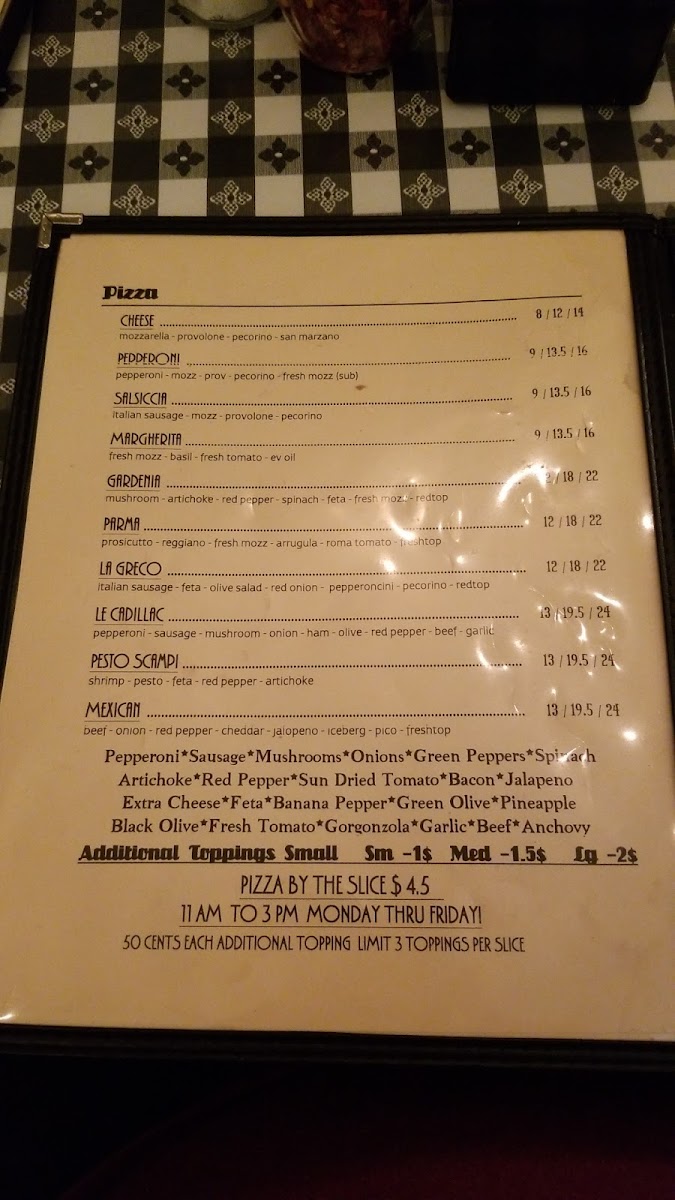 Pizza
CHEESE 8 / 12 / 14
mozzarella - provolone - pecorino - san marzano
PEPPERONI 9 / 13.5 / 16
pepperoni - mozz - prov - pecorino - fresh mozz (sub)
SALSICCIA 9 / 13.5 / 16
italian sausage - mozz - provolone - pecorino
MARGHERITA 9 / 13.5 / 16
fresh mozz - basil - fresh tomato - ev oil
GARDENIA / 18 / 22
mushroom - artichoke - red pepper - spinach - feta - fresh mozz - redtop
PARMA 12 / 18 / 22
prosicutto - reggiano - fresh mozz - arrugula - roma tomato - freshtop
LA GRECO 12 / 18 / 22
italian sausage - feta - olive salad - red onion - pepperoncini - pecorino - redtop
LE CADILLAC 13 / 19.5 / 24
pepperoni - sausage - mushroom - onion - ham - olive - red pepper - beef - garlic
PESTO SCAMPI 13 / 19.5 / 24
shrimp - pesto - feta - red pepper - artichoke
MEXICAN 13 / 19.5 / 24
beef - onion - red pepper - cheddar - jalopeno - iceberg - pico - freshtop
Pepperoni*Sausage*Mushrooms*Onions*Green Peppers*Spinach
Artichoke*Red Pepper*Sun Dried Tomato*Bacon*Jalapeno
Extra Cheese*Feta*Banana Pepper*Green Olive*Pineapple
Black Olive*Fresh Tomato*Gorgonzola*Garlic*Beef*Anchovy
Additional Toppings Small Sm -1$ Med -1.5$ Lg -2$
PIZZA BY THE SLICE $ 4.5
11 AM TO 3 PM MONDAY THRU FRIDAY!
50 CENTS EACH ADDITIONAL TOPPING LIMIT 3 TOPPINGS PER SLICE